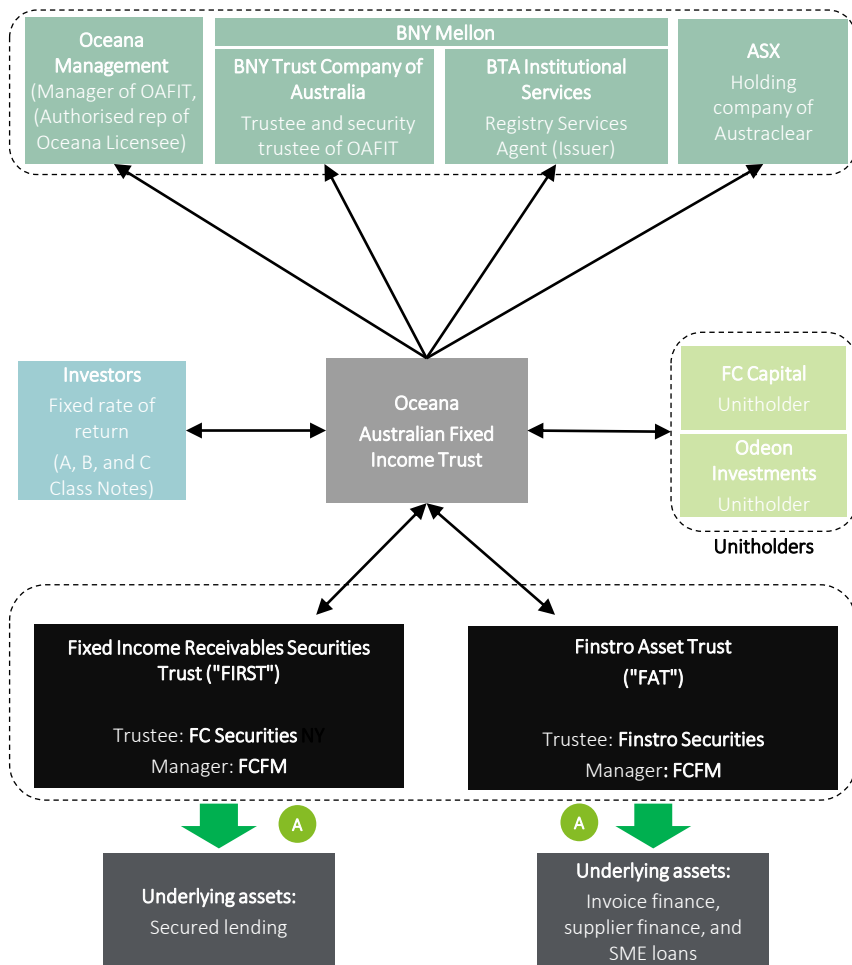 Oceana
Management
(Manager of OAFIT,
(Authorised rep of
Oceana Licensee)
BNY Mellon
BNY Trust Company of
Australia
Trustee and security
trustee of OAFIT
BTA Institutional
Services
Registry Services
Agent (Issuer)
ASX
Holding
company of
Austraclear
Investors
Fixed rate of
return
(A, B, and C
Class Notes)
Oceana
Australian Fixed
Income Trust
FC Capital
Unitholder
Odeon
Investments
Unitholder
Unitholders
Fixed Income Receivables Securities
Trust ("FIRST")
Trustee: FC Securities NY
Manager: FCFM
Finstro Asset Trust
("FAT")
Trustee: Finstro Securities
Manager: FCFM
A
A
Underlying assets:
Secured lending
Underlying assets:
Invoice finance,
supplier finance, and
SME loans